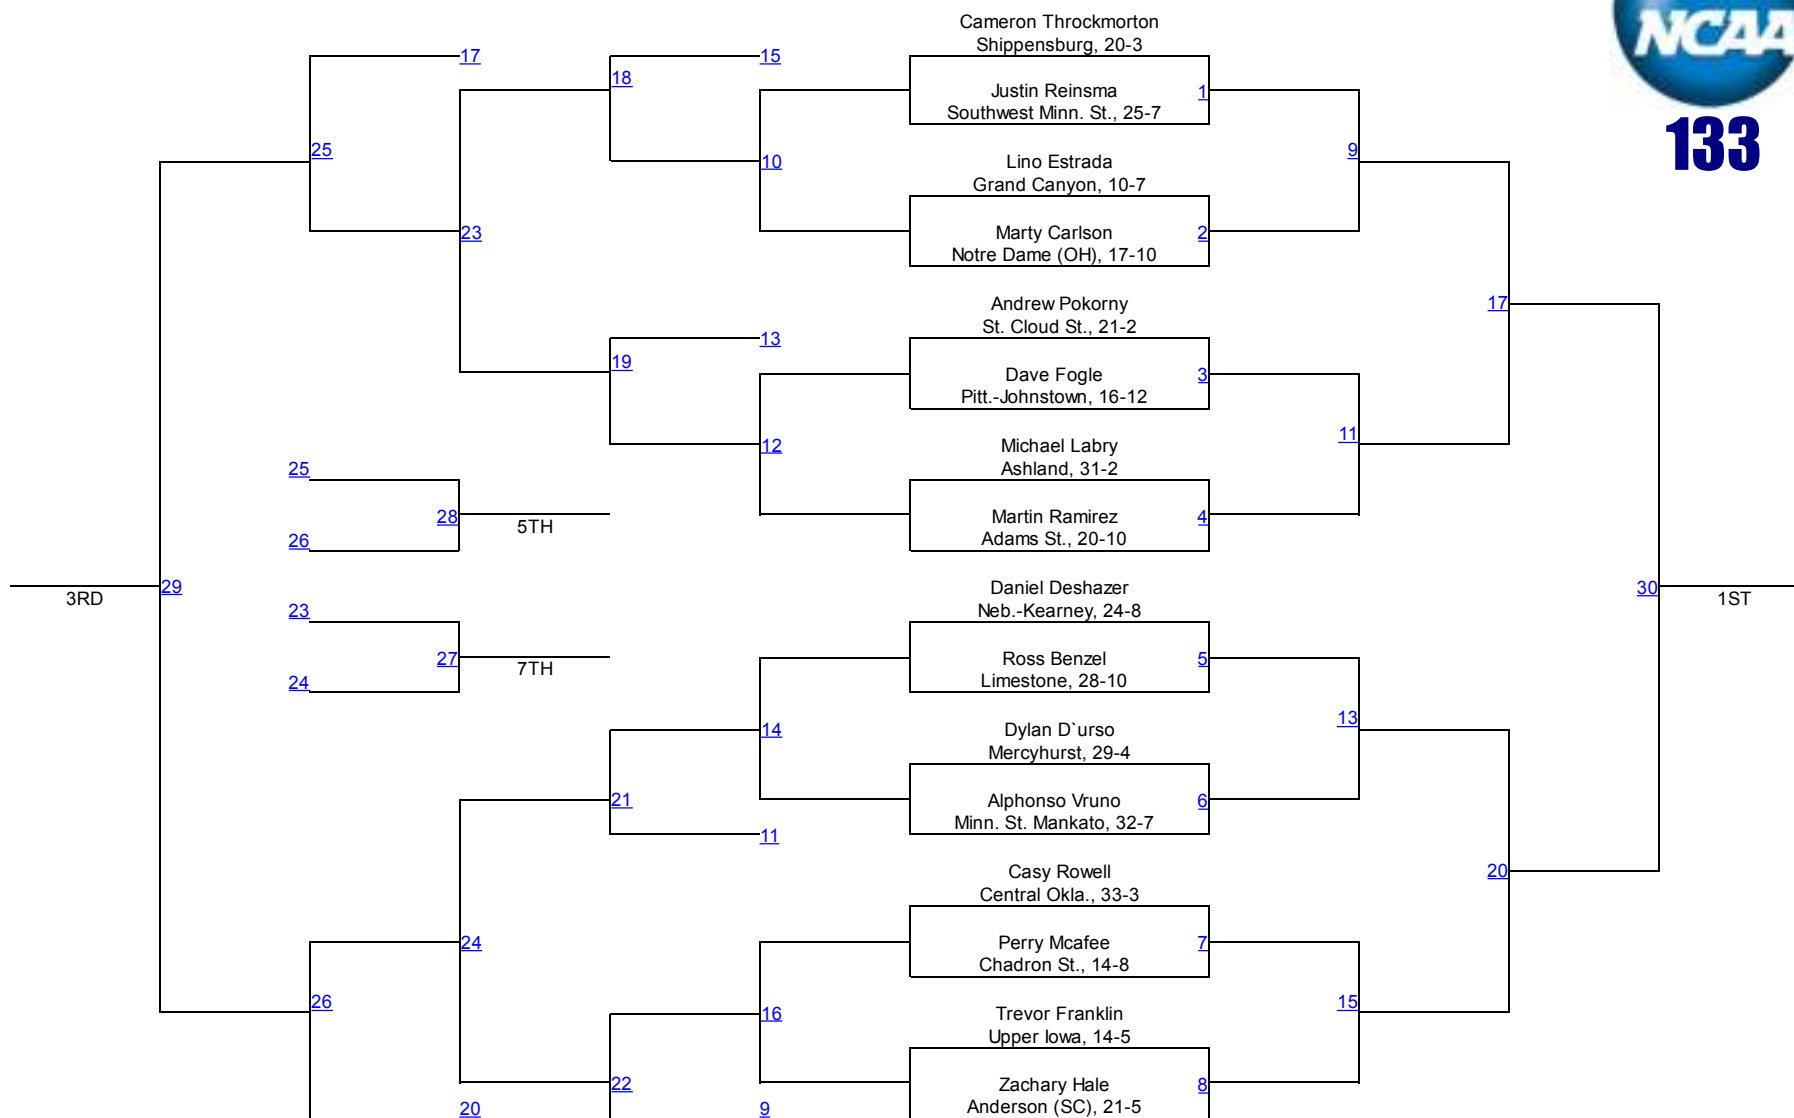 NCAA
133
Cameron Throckmorton
Shippensburg, 20-3
17
15
18
Justin Reinsma
1
Southwest Minn. St., 25-7
25
10
Lino Estrada
9
Grand Canyon, 10-7
23
Marty Carlson
2
Notre Dame (OH), 17-10
Andrew Pokorny
17
St. Cloud St., 21-2
13
19
Dave Fogle
3
Pitt.-Johnstown, 16-12
12
Michael Labry
11
Ashland, 31-2
25
28
5TH
Martin Ramirez
4
Adams St., 20-10
26
3RD
29
Daniel Deshazer
30
1ST
Neb.-Kearney, 24-8
23
27
7TH
Ross Benzel
5
Limestone, 28-10
24
14
Dylan D`urso
13
Mercyhurst, 29-4
21
Alphonso Vruno
6
Minn. St. Mankato, 32-7
11
Casy Rowell
20
Central Okla., 33-3
24
Perry Mcafee
7
Chadron St., 14-8
26
16
Trevor Franklin
15
Upper Iowa, 14-5
22
Zachary Hale
8
20
9
Anderson (SC), 21-5